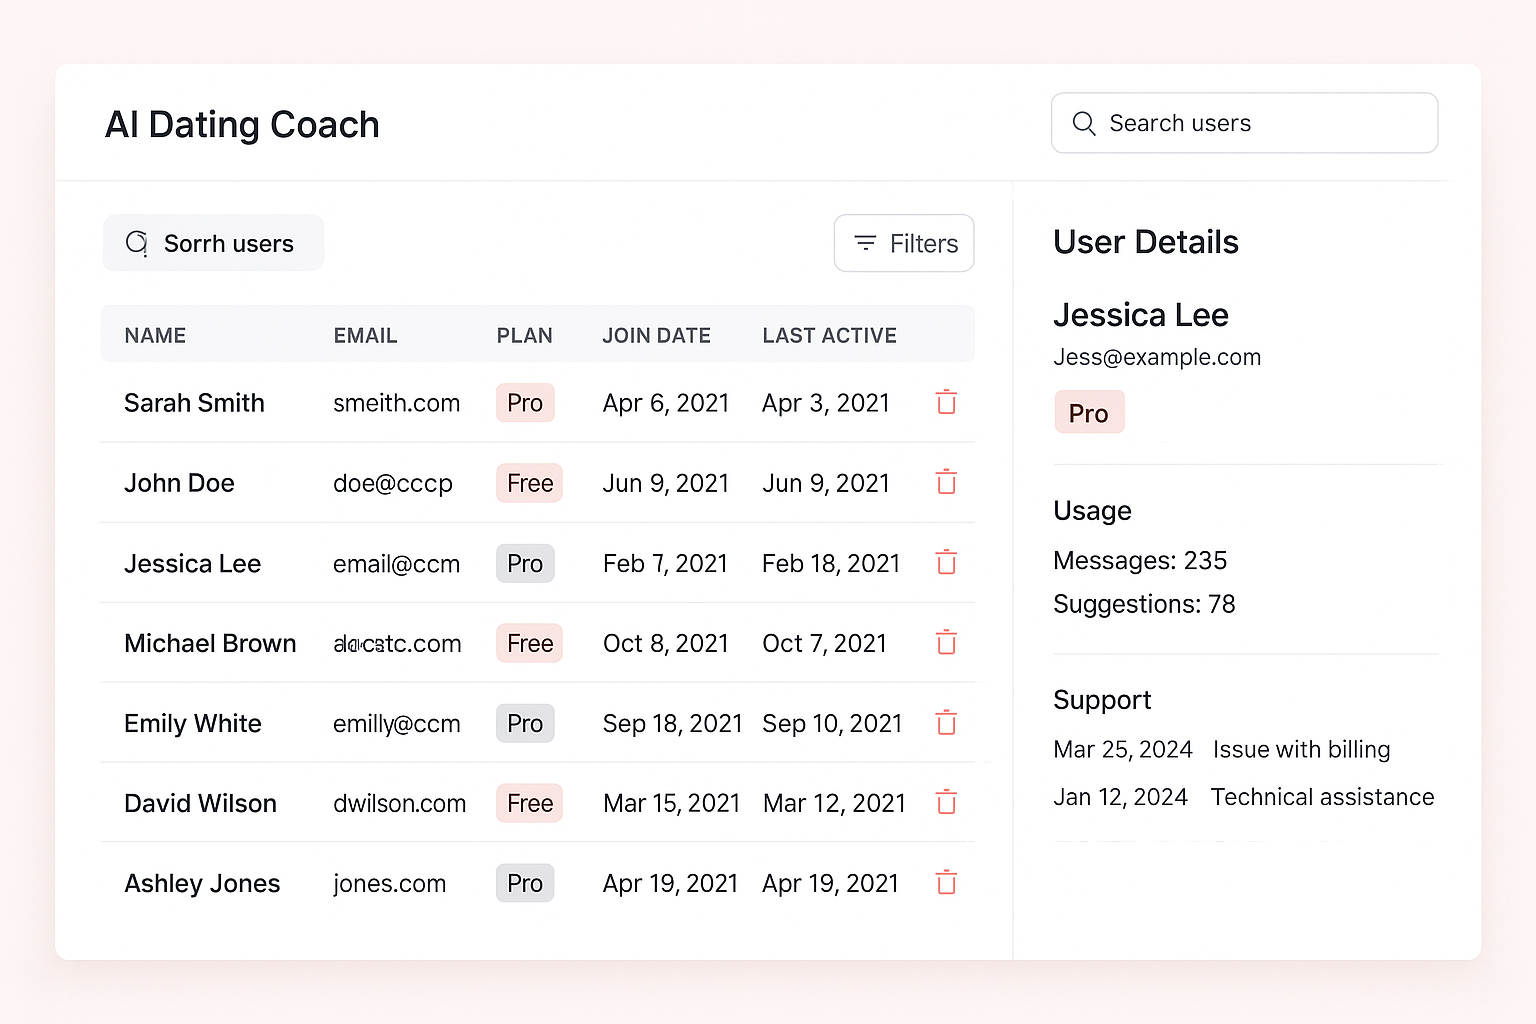 AI Dating Coach
Search users
Sorrh users
Filters
NAME EMAIL PLAN JOIN DATE LAST ACTIVE
Sarah Smith smeith.com Pro Apr 6, 2021 Apr 3, 2021
John Doe doe@cccp Free Jun 9, 2021 Jun 9, 2021
Jessica Lee email@ccm Pro Feb 7, 2021 Feb 18, 2021
Michael Brown Free Oct 8, 2021 Oct 7, 2021
Emily White emilly@ccm Pro Sep 18, 2021 Sep 10, 2021
David Wilson dwilson.com Free Mar 15, 2021 Mar 12, 2021
Ashley Jones jones.com Pro Apr 19, 2021 Apr 19, 2021
User Details
Jessica Lee
Jess@example.com
Pro
Usage
Messages: 235
Suggestions: 78
Support
Mar 25, 2024 Issue with billing
Jan 12, 2024 Technical assistance